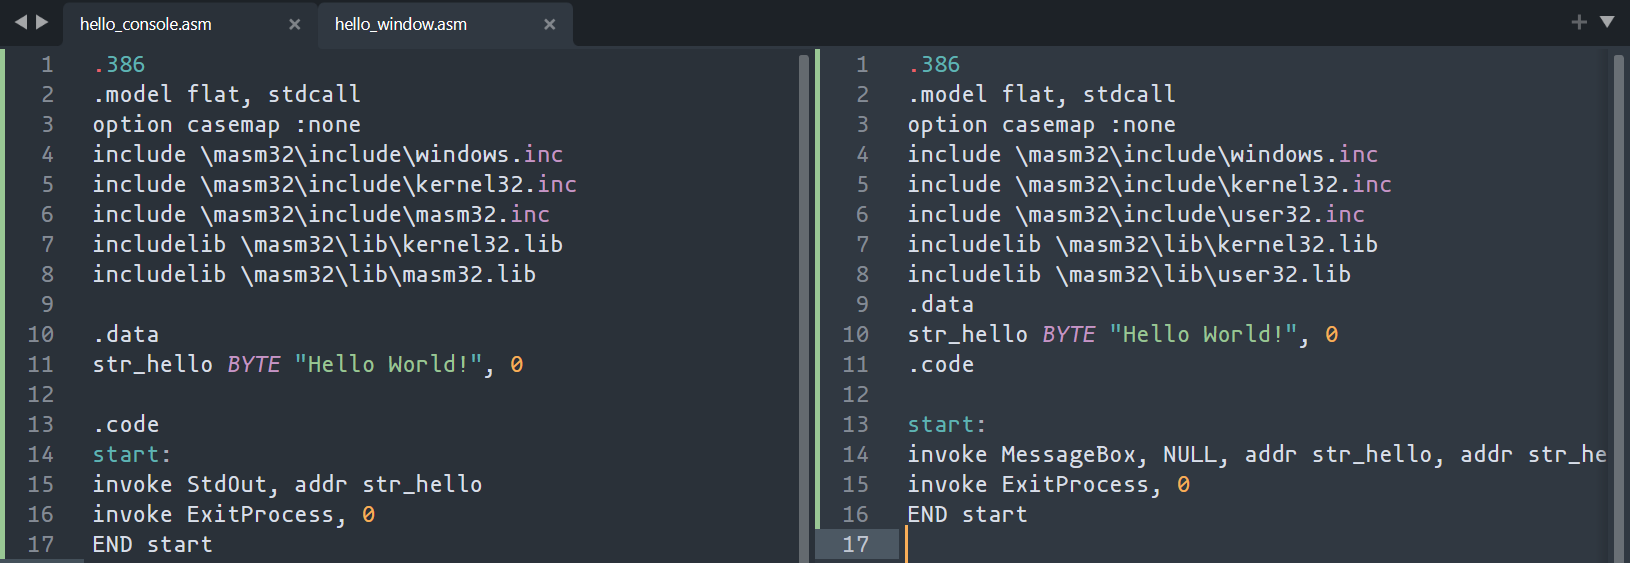 hello_console.asm
hello_window.asm
1 .386
2 .model flat, stdcall
3 option casemap :none
4 include \masm32\include\windows.inc
5 include \masm32\include\kernel32.inc
6 include \masm32\include\masm32.inc
7 includelib \masm32\lib\kernel32.lib
8 includelib \masm32\lib\masm32.lib
9
10 .data
11 str_hello BYTE "Hello World!", 0
12
13 .code
14 start:
15 invoke StdOut, addr str_hello
16 invoke ExitProcess, 0
17 END start
1 .386
2 .model flat, stdcall
3 option casemap :none
4 include \masm32\include\windows.inc
5 include \masm32\include\kernel32.inc
6 include \masm32\include\user32.inc
7 includelib \masm32\lib\kernel32.lib
8 includelib \masm32\lib\user32.lib
9 .data
10 str_hello BYTE "Hello World!", 0
11 .code
12
13 start:
14 invoke MessageBox, NULL, addr str_hello, addr str_he
15 invoke ExitProcess, 0
16 END start
17